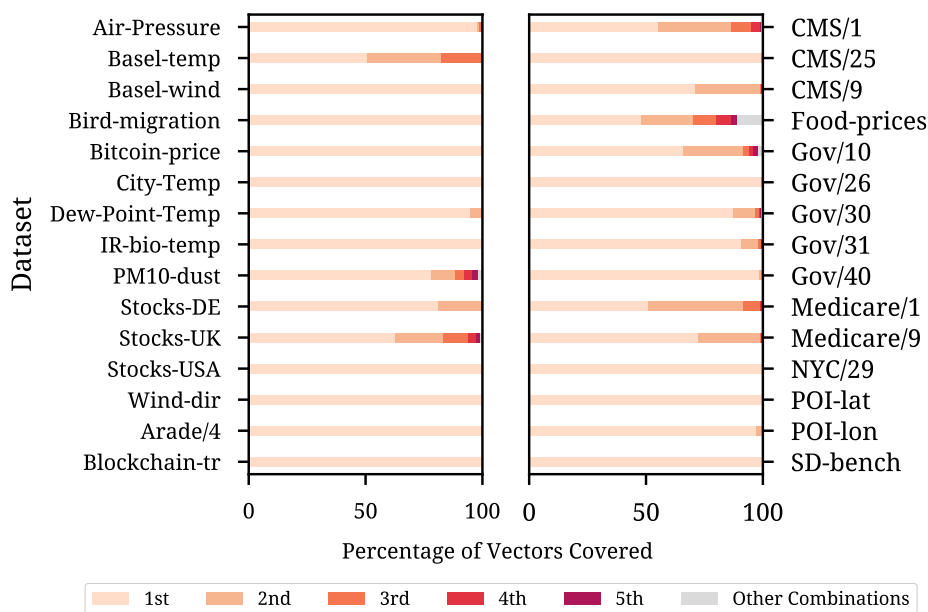 Dataset
Air-Pressure
Basel-temp
Basel-wind
Bird-migration
Bitcoin-price
City-Temp
Dew-Point-Temp
IR-bio-temp
PM10-dust
Stocks-DE
Stocks-UK
Stocks-USA
Wind-dir
Arade/4
Blockchain-tr
0 50 100
CMS/1
CMS/25
CMS/9
Food-prices
Gov/10
Gov/26
Gov/30
Gov/31
Gov/40
Medicare/1
Medicare/9
NYC/29
POI-lat
POI-lon
SD-bench
0 50 100
Percentage of Vectors Covered
1st 2nd 3rd 4th 5th Other Combinations